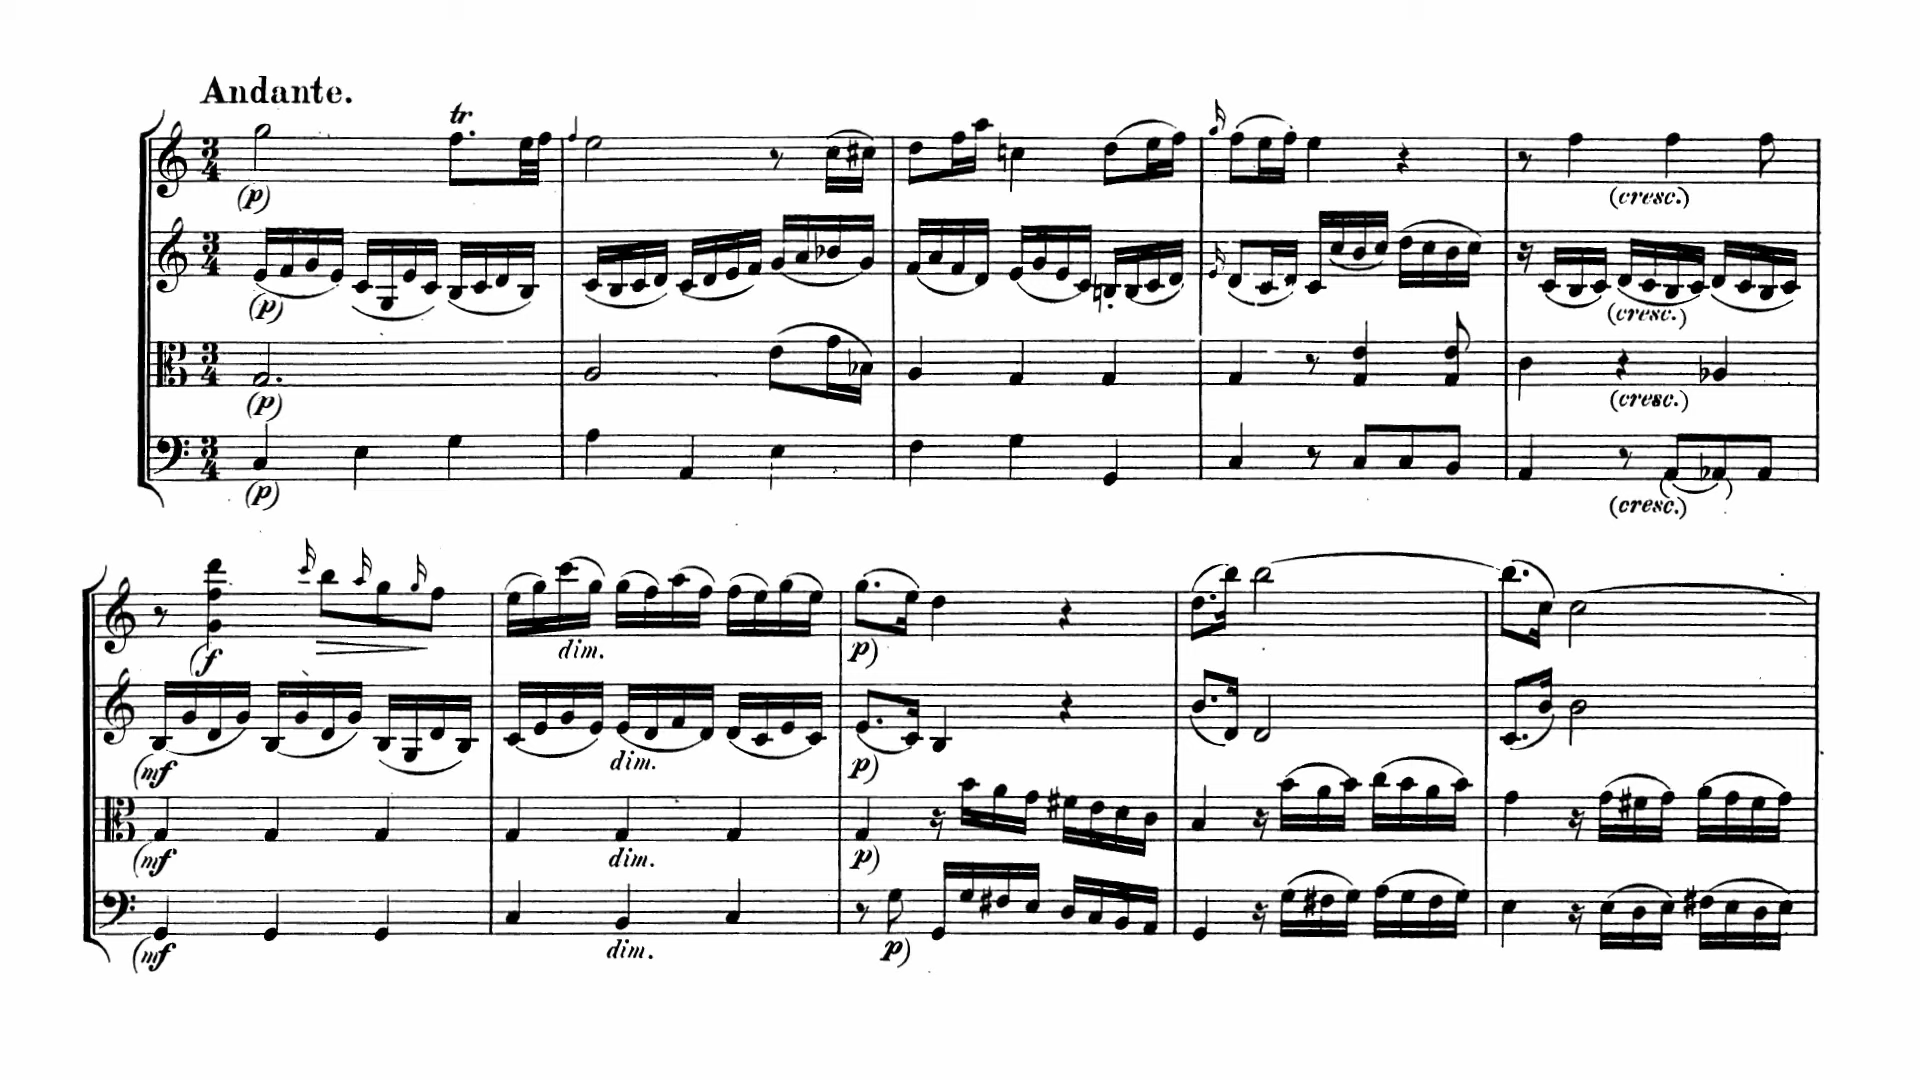 Andante.
tr
(p)
(p)
(p)
(p)
(cresc.)
(cresc.)
(cresc.)
(cresc.)
(f
dim.
p)
(mf
dim.
p)
(mf
dim.
p)
(mf
dim.
p)